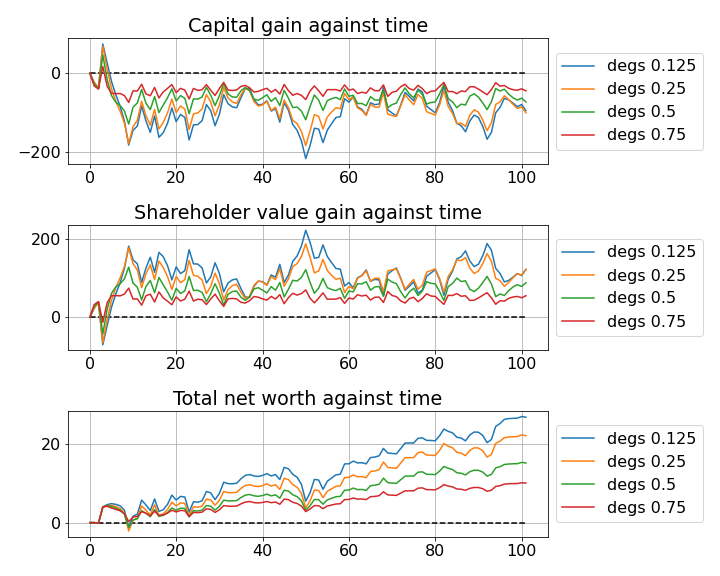 Capital gain against time
0
−200
0 20 40 60 80 100
degs 0.125
degs 0.25
degs 0.5
degs 0.75
Shareholder value gain against time
200
0
0 20 40 60 80 100
degs 0.125
degs 0.25
degs 0.5
degs 0.75
Total net worth against time
20
0
0 20 40 60 80 100
degs 0.125
degs 0.25
degs 0.5
degs 0.75